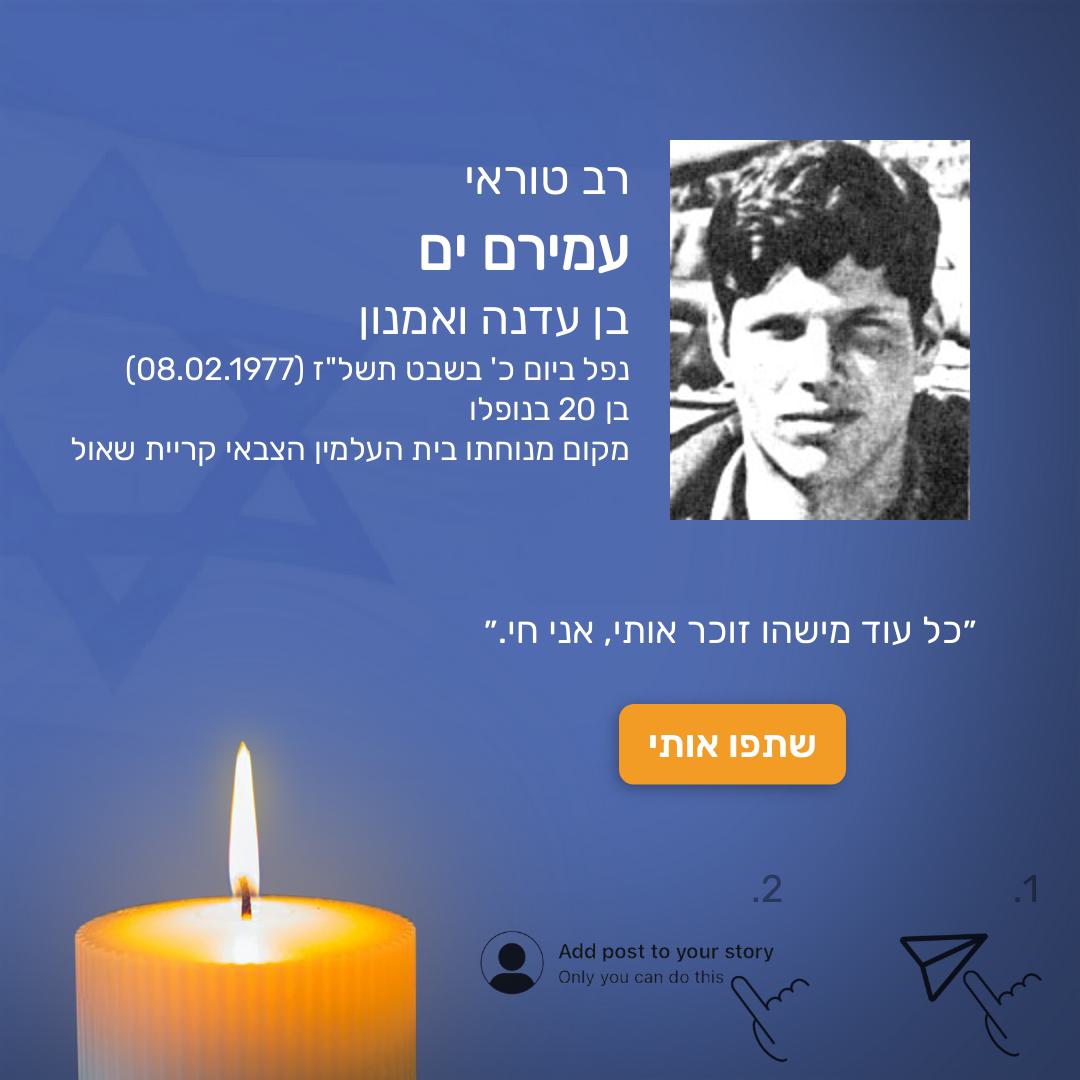 רב טוראי
עמירם ים
בן עדנה ואמנון
נפל ביום כ' בשבט תשל"ז (08.02.1977)
בן 20 בנופלו
מקום מנוחתו בית העלמין הצבאי קריית שאול
״כל עוד מישהו זוכר אותי, אני חי.״
שתפו אותי
1.
2.
Add post to your story
Only you can do this